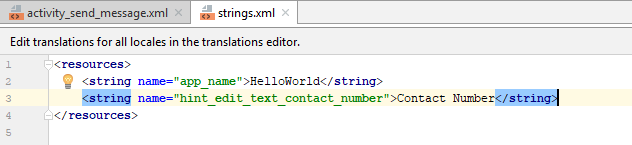 activity_send_message.xml × strings.xml ×
Edit translations for all locales in the translations editor.
1 <resources>
2 <string name="app_name">HelloWorld</string>
3 <string name="hint_edit_text_contact_number">Contact Number</string>
4 </resources>
5